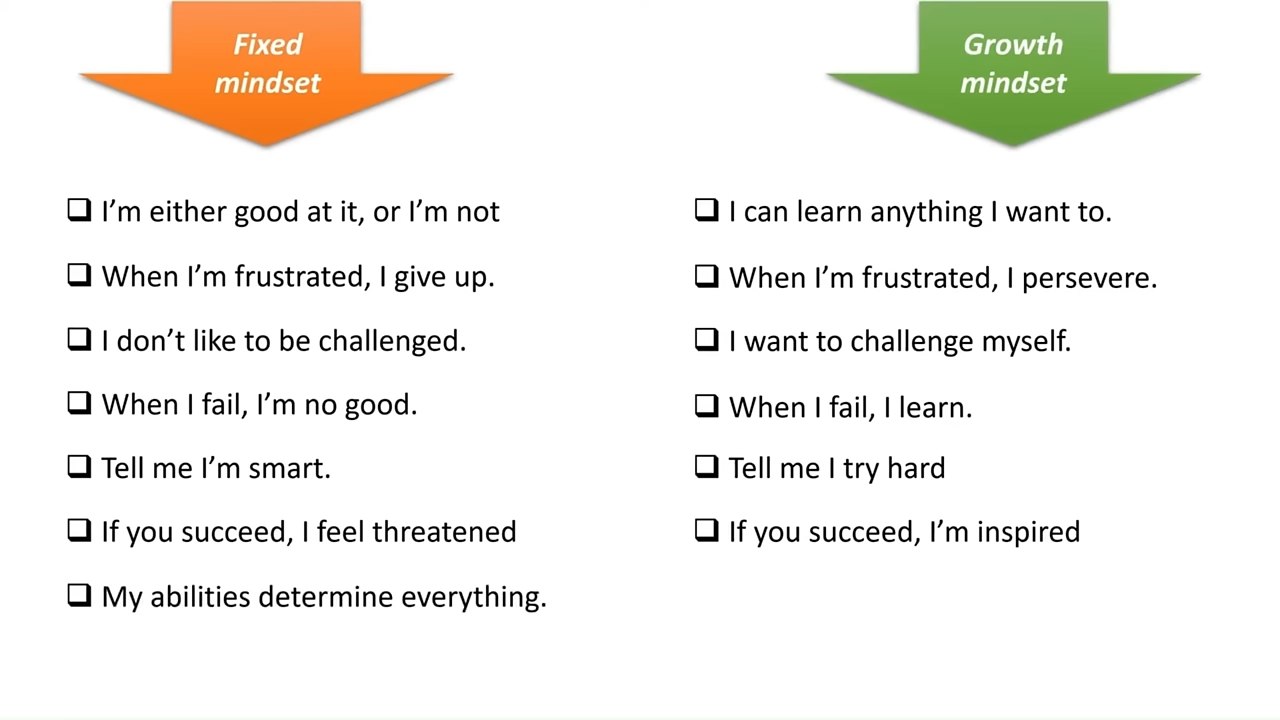 Fixed
mindset
I’m either good at it, or I’m not
When I’m frustrated, I give up.
I don’t like to be challenged.
When I fail, I’m no good.
Tell me I’m smart.
If you succeed, I feel threatened
My abilities determine everything.
Growth
mindset
I can learn anything I want to.
When I’m frustrated, I persevere.
I want to challenge myself.
When I fail, I learn.
Tell me I try hard
If you succeed, I’m inspired